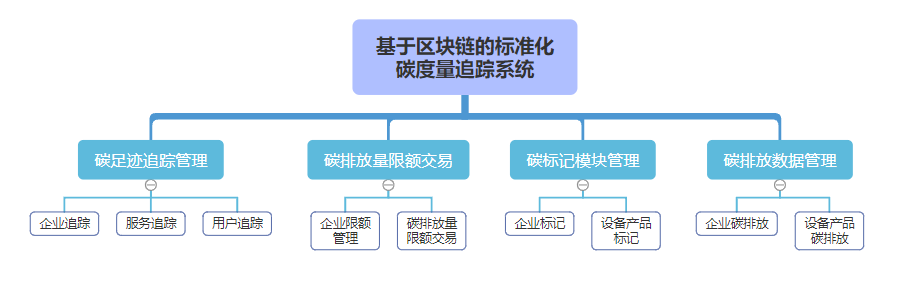 基于区块链的标准化
碳度量追踪系统
碳足迹追踪管理
碳排放量限额交易
碳标记模块管理
碳排放数据管理
企业追踪
服务追踪
用户追踪
企业限额
管理
碳排放量
限额交易
企业标记
设备产品
标记
企业碳排放
设备产品
碳排放